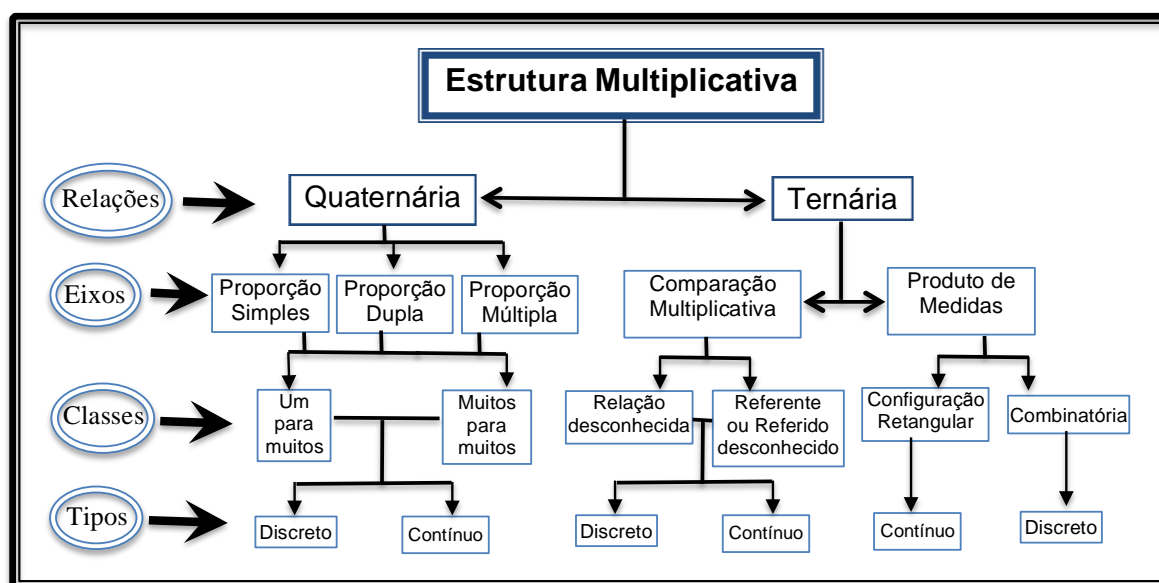 Estrutura Multiplicativa
Relações
Quaternária
Ternária
Eixos
Proporção
Simples
Proporção
Dupla
Proporção
Múltipla
Comparação
Multiplicativa
Produto de
Medidas
Classes
Um
para
muitos
Muitos
para
muitos
Relação
desconhecida
Referente
ou Referido
desconhecido
Configuração
Retangular
Combinatória
Tipos
Discreto
Contínuo
Discreto
Contínuo
Contínuo
Discreto